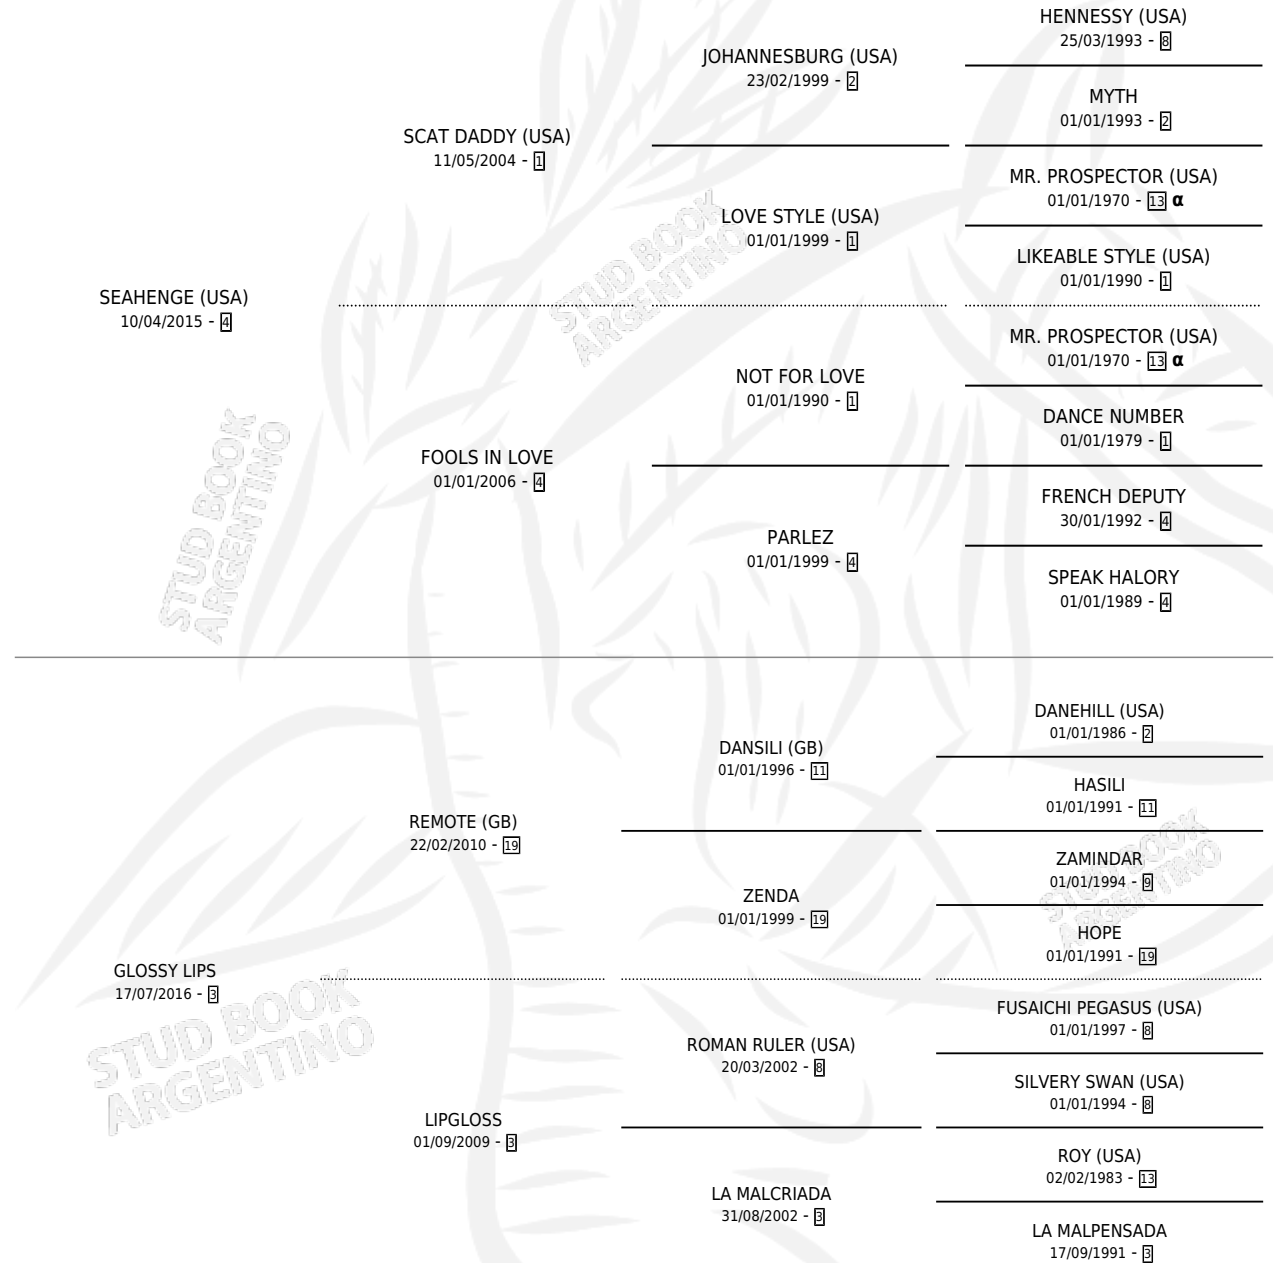 HENNESSY (USA)
25/03/1993 - 8
JOHANNESBURG (USA)
23/02/1999 - 2
MYTH
01/01/1993 - 2
SCAT DADDY (USA)
11/05/2004 - 1
MR. PROSPECTOR (USA)
01/01/1970 - 13 α
LOVE STYLE (USA)
01/01/1999 - 1
LIKEABLE STYLE (USA)
01/01/1990 - 1
SEAHENGE (USA)
10/04/2015 - 4
MR. PROSPECTOR (USA)
01/01/1970 - 13 α
NOT FOR LOVE
01/01/1990 - 1
DANCE NUMBER
01/01/1979 - 1
FOOLS IN LOVE
01/01/2006 - 4
FRENCH DEPUTY
30/01/1992 - 4
PARLEZ
01/01/1999 - 4
SPEAK HALORY
01/01/1989 - 4
DANEHILL (USA)
01/01/1986 - 2
DANSILI (GB)
01/01/1996 - 11
HASILI
01/01/1991 - 11
REMOTE (GB)
22/02/2010 - 19
ZAMINDAR
01/01/1994 - 9
ZENDA
01/01/1999 - 19
HOPE
01/01/1991 - 19
GLOSSY LIPS
17/07/2016 - 3
FUSAICHI PEGASUS (USA)
01/01/1997 - 8
ROMAN RULER (USA)
20/03/2002 - 8
SILVERY SWAN (USA)
01/01/1994 - 8
LIPGLOSS
01/09/2009 - 3
ROY (USA)
02/02/1983 - 13
LA MALCRIADA
31/08/2002 - 3
LA MALPENSADA
17/09/1991 - 3
STUD BOOK
ARGENTINO
STUD BOOK
ARGENTINO
STUD BOOK
ARGENTINO
STUD BOOK
ARGENTINO